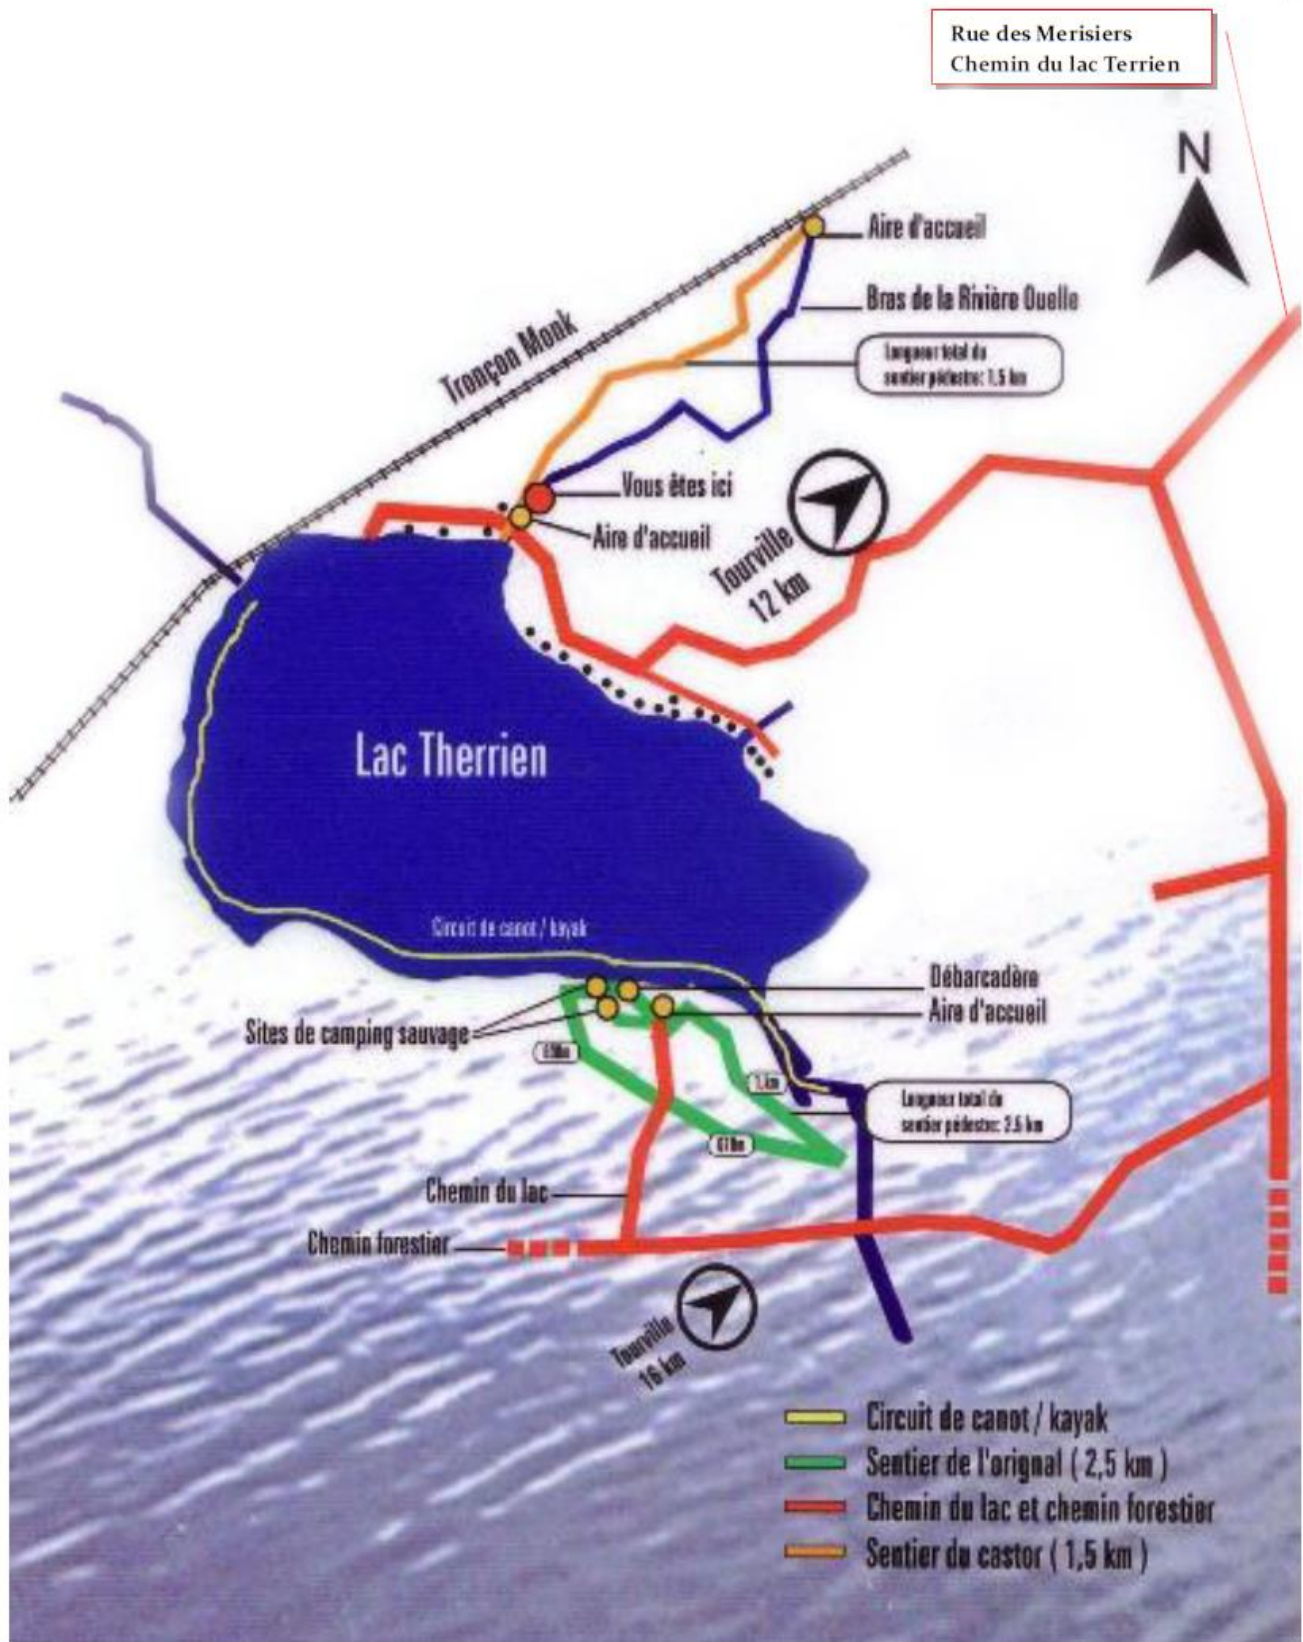 Rue des Merisiers
Chemin du lac Terrien
N
Aire d'accueil
Bras de la Rivière Ouelle
Tronçon Monk
Longueur total du
sentier pédestre: 1,5 km
Vous êtes ici
Aire d'accueil
Tourville
12 km
Lac Therrien
Circuit de canot / kayak
Débarcadère
Aire d'accueil
Sites de camping sauvage
Longueur total du
sentier pédestre: 2.5 km
Chemin du lac
Chemin forestier
Tourville
16 km
Circuit de canot / kayak
Sentier de l'orignal ( 2,5 km )
Chemin du lac et chemin forestier
Sentier du castor ( 1,5 km )